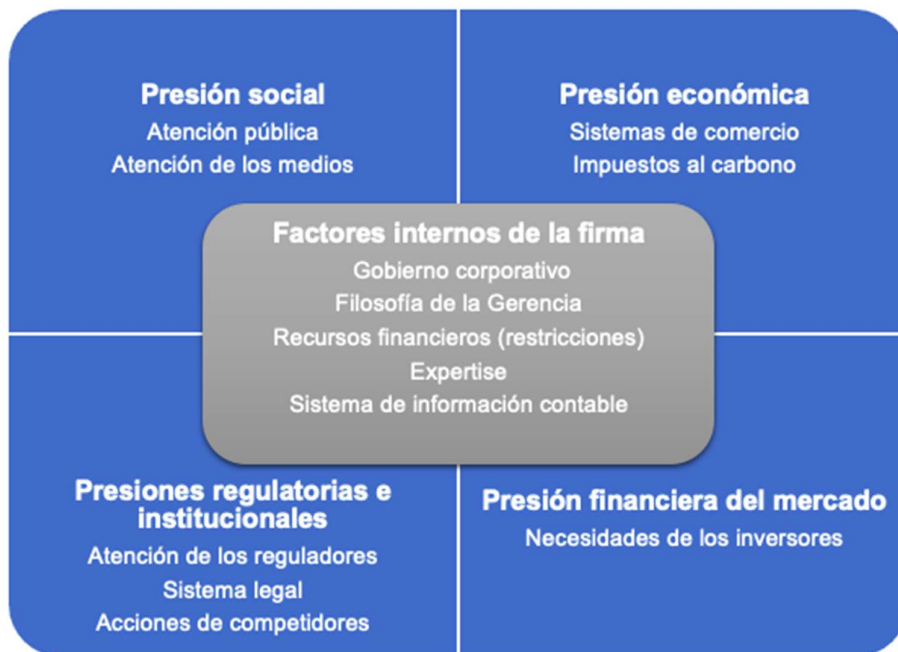 Presión social
Atención pública
Atención de los medios
Presión económica
Sistemas de comercio
Impuestos al carbono
Factores internos de la firma
Gobierno corporativo
Filosofía de la Gerencia
Recursos financieros (restricciones)
Expertise
Sistema de información contable
Presiones regulatorias e
institucionales
Atención de los reguladores
Sistema legal
Acciones de competidores
Presión financiera del mercado
Necesidades de los inversores